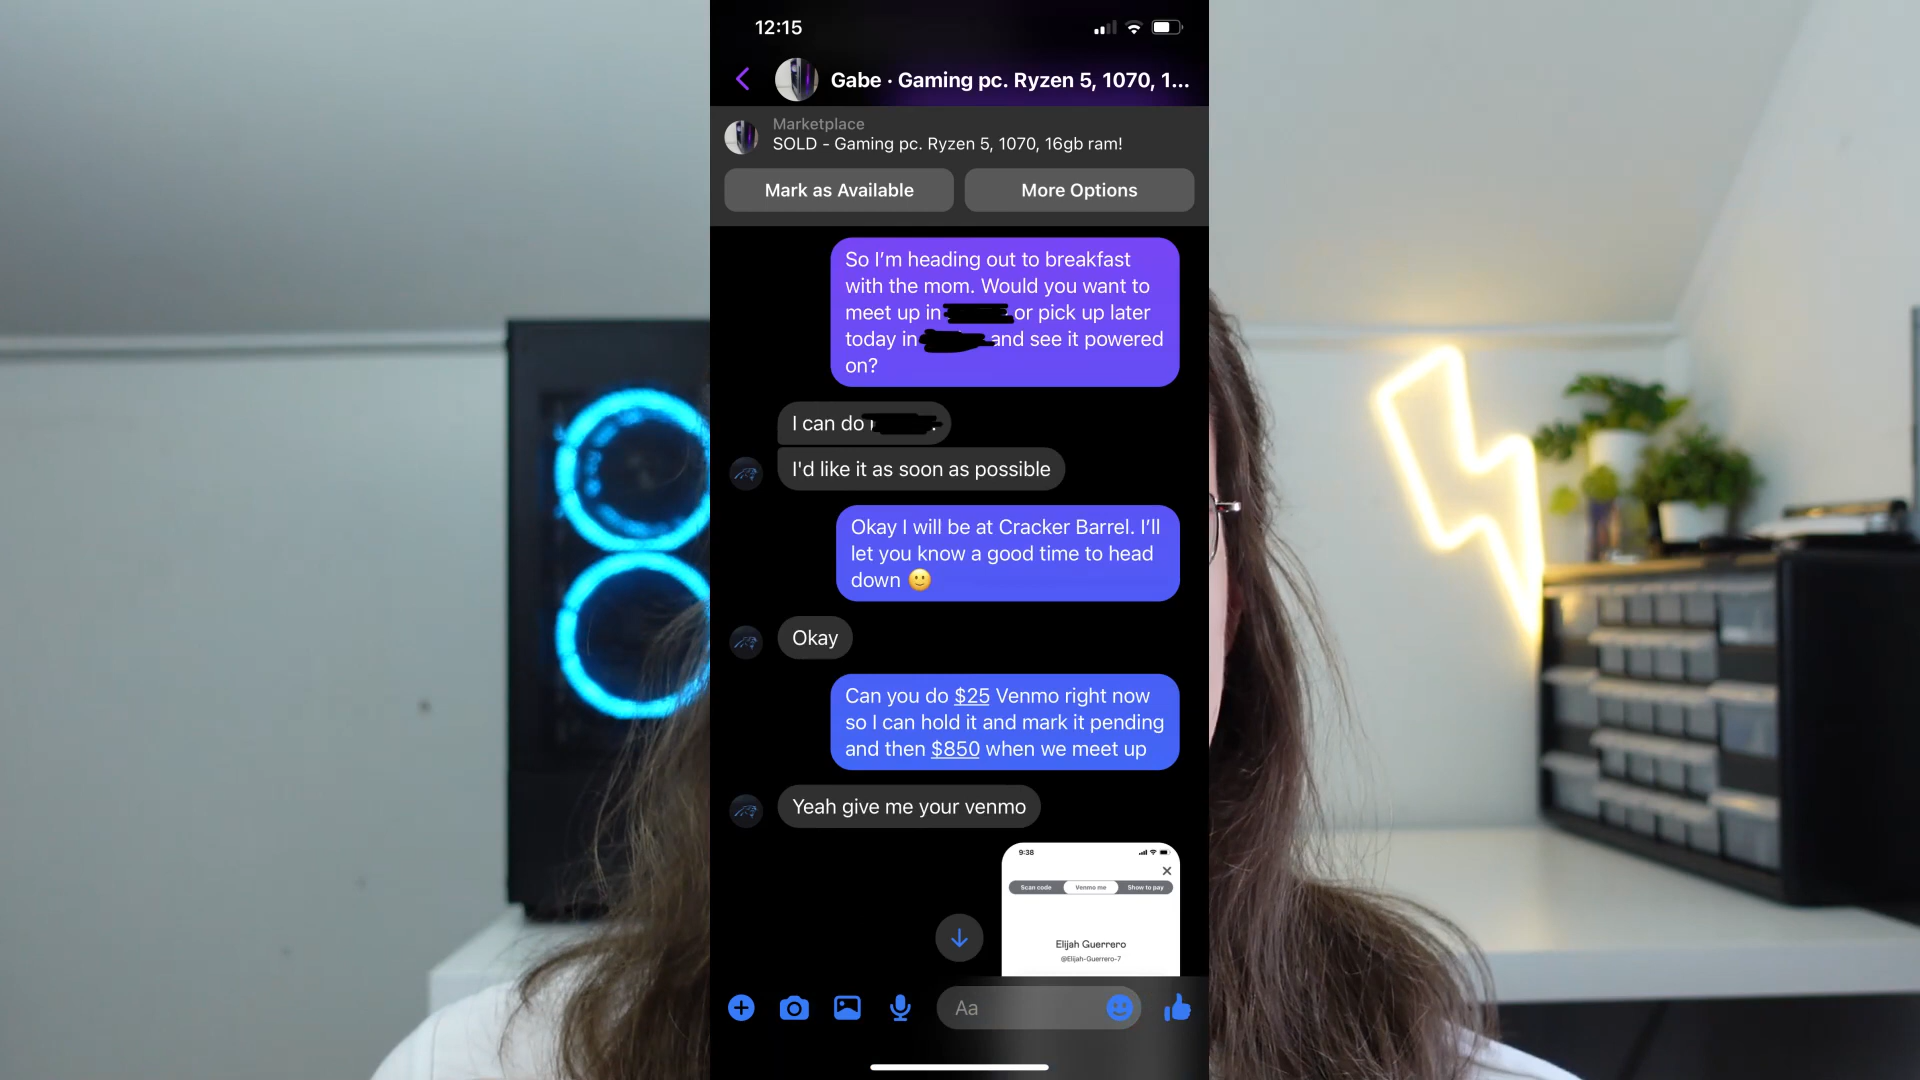 12:15
Gabe · Gaming pc. Ryzen 5, 1070, 1...
Marketplace
SOLD - Gaming pc. Ryzen 5, 1070, 16gb ram!
Mark as Available
More Options
So I’m heading out to breakfast
with the mom. Would you want to
meet up in or pick up later
today in and see it powered
on?
I can do
I'd like it as soon as possible
Okay I will be at Cracker Barrel. I’ll
let you know a good time to head
down 🙂
Okay
Can you do $25 Venmo right now
so I can hold it and mark it pending
and then $850 when we meet up
Yeah give me your venmo
9:38
Scan code
Venmo me
Show to pay
Elijah Guerrero
@Elijah-Guerrero-7
Aa